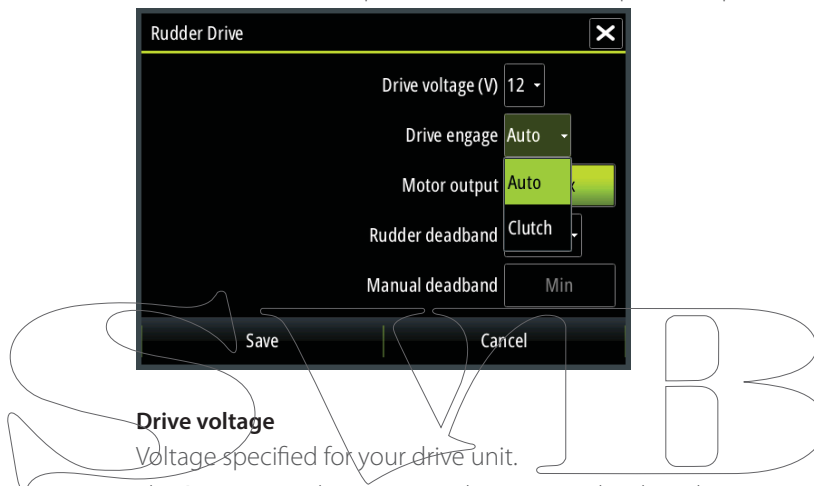 Rudder Drive
Drive voltage (V) 12
Drive engage Auto
Auto
Motor output
Clutch
Rudder deadband
Manual deadband Min
Save Cancel
SVB
Drive voltage
Voltage specified for your drive unit.